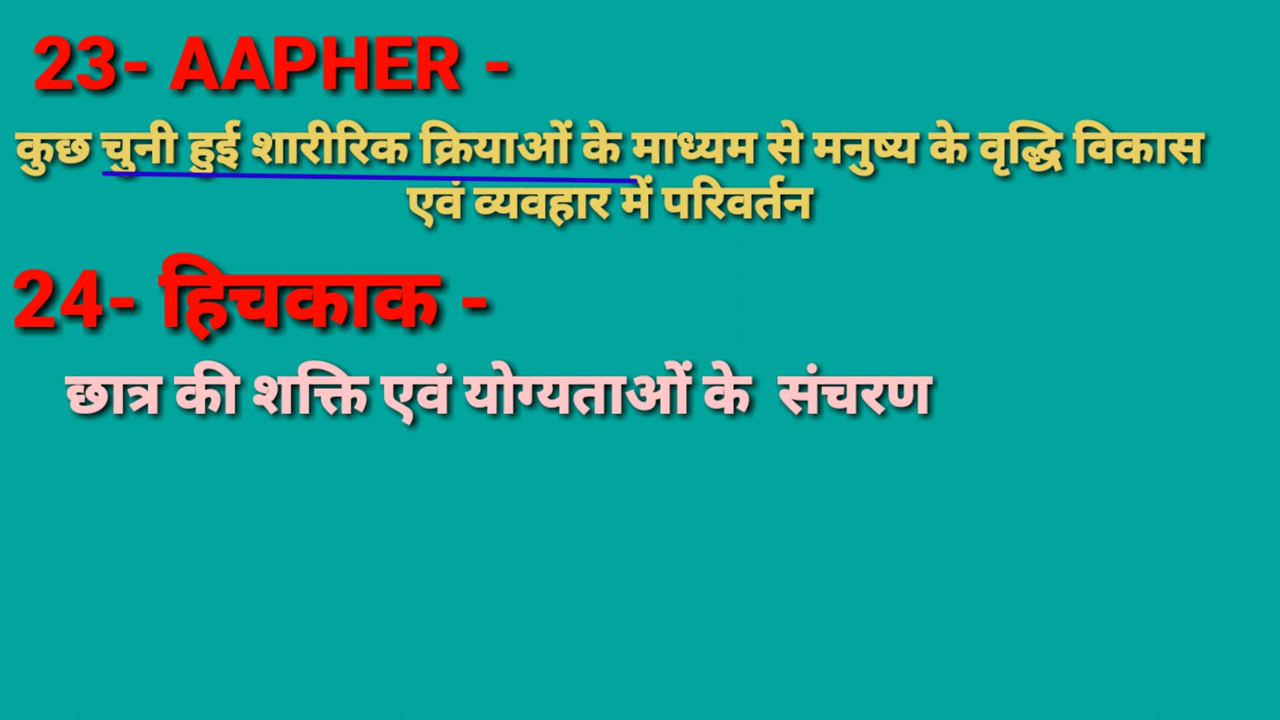 23- AAPHER -
कुछ चुनी हुई शारीरिक क्रियाओं के माध्यम से मनुष्य के वृद्धि विकास
एवं व्यवहार में परिवर्तन
24- हिचकाक -
छात्र की शक्ति एवं योग्यताओं के संचरण